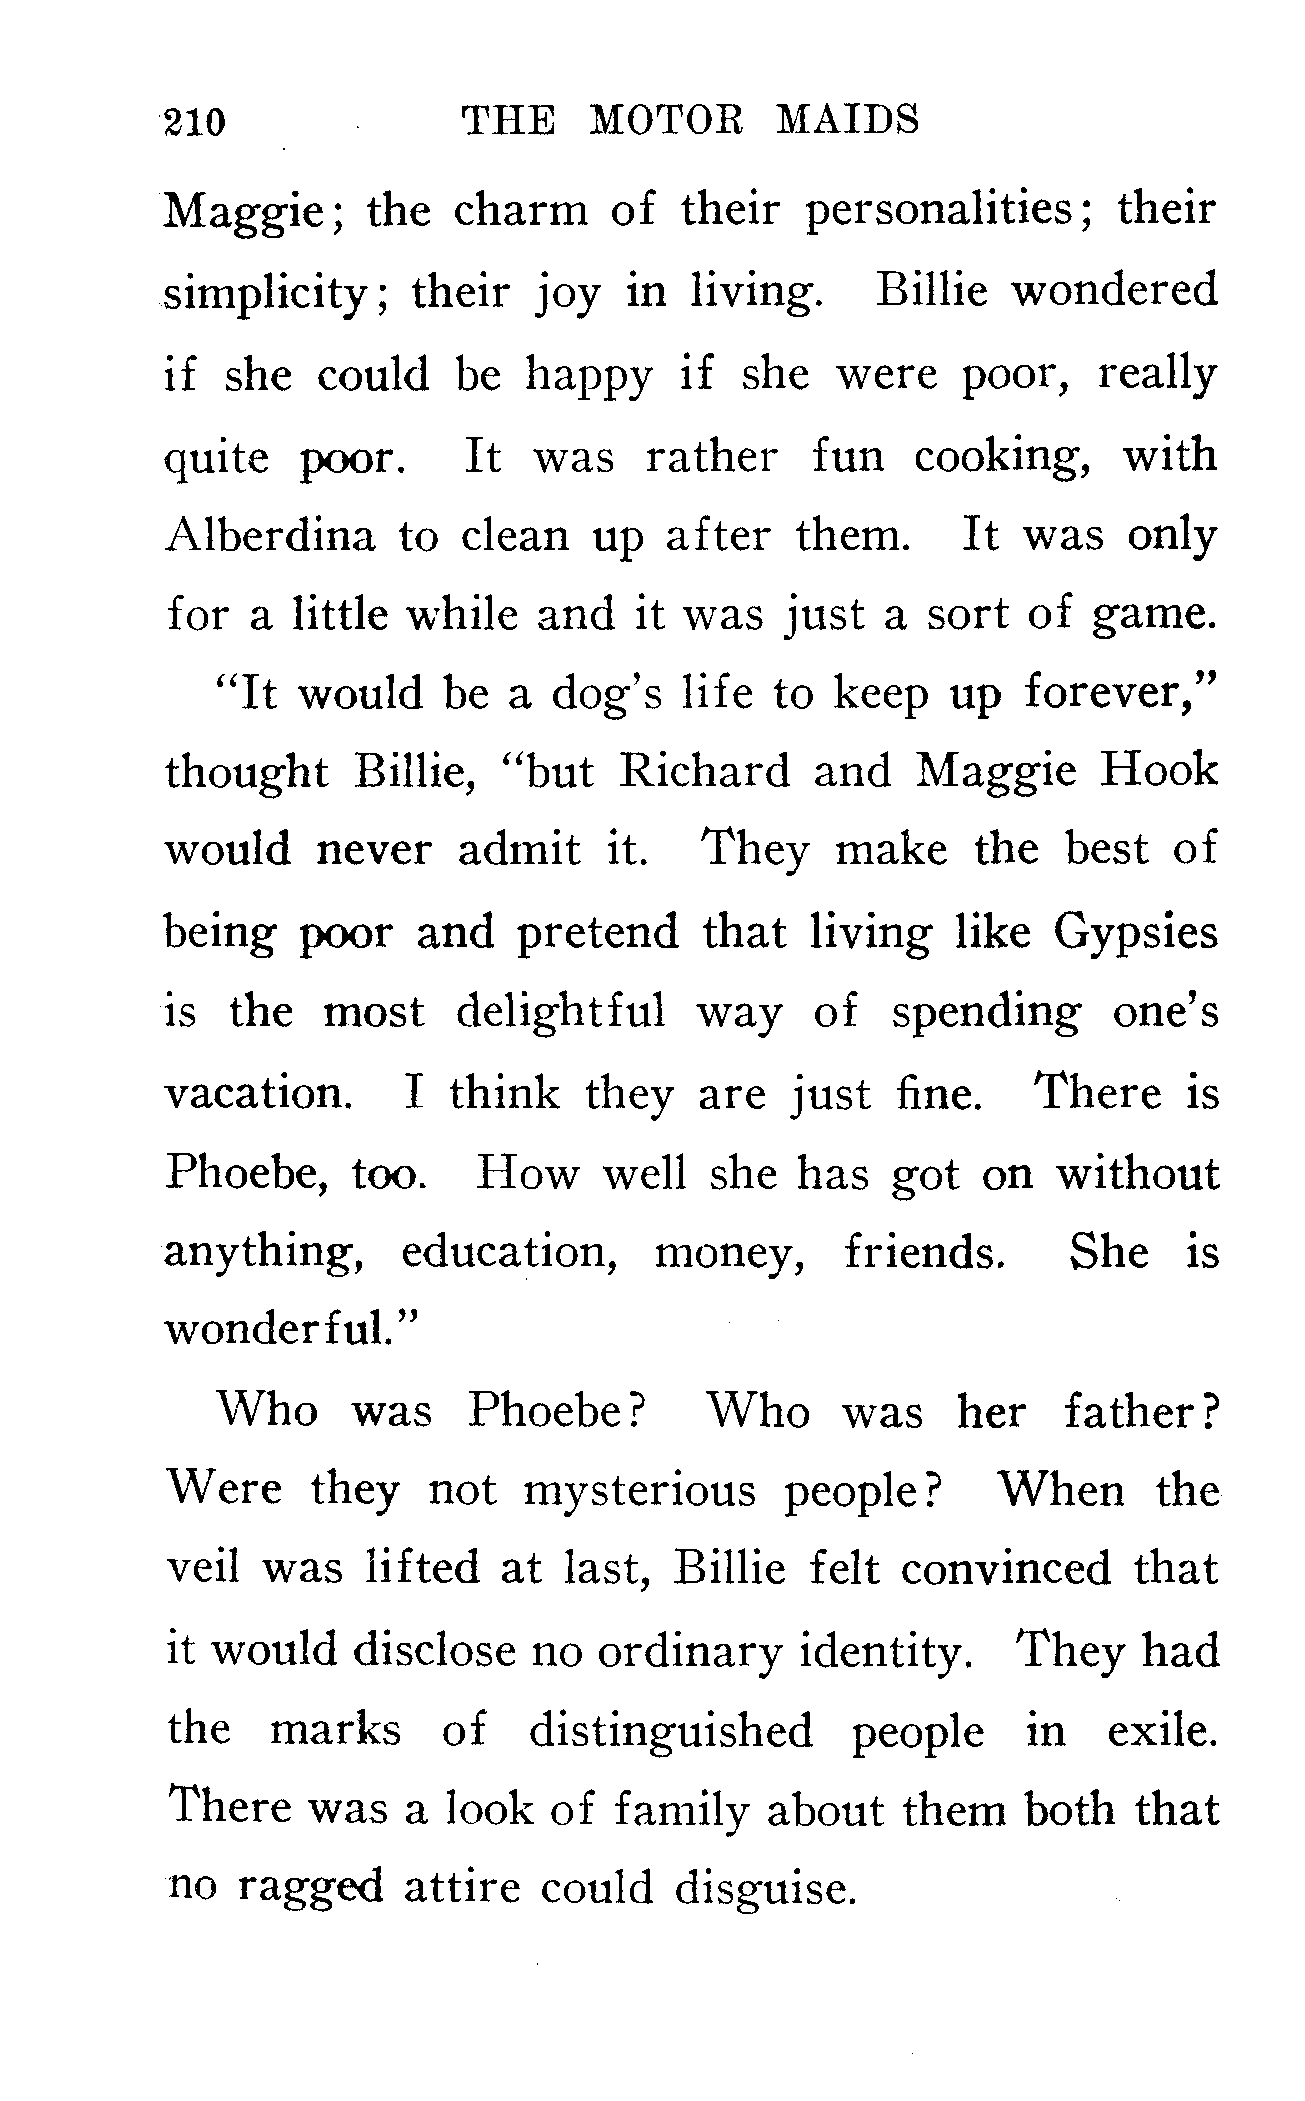 210 THE MOTOR MAIDS
Maggie; the charm of their personalities; their
simplicity; their joy in living. Billie wondered
if she could be happy if she were poor, really
quite poor. It was rather fun cooking, with
Alberdina to clean up after them. It was only
for a little while and it was just a sort of game.
"It would be a dog's life to keep up forever,"
thought Billie, "but Richard and Maggie Hook
would never admit it. They make the best of
being poor and pretend that living like Gypsies
is the most delightful way of spending one's
vacation. I think they are just fine. There is
Phoebe, too. How well she has got on without
anything, education, money, friends. She is
wonderful."
Who was Phoebe? Who was her father?
Were they not mysterious people? When the
veil was lifted at last, Billie felt convinced that
it would disclose no ordinary identity. They had
the marks of distinguished people in exile.
There was a look of family about them both that
no ragged attire could disguise.